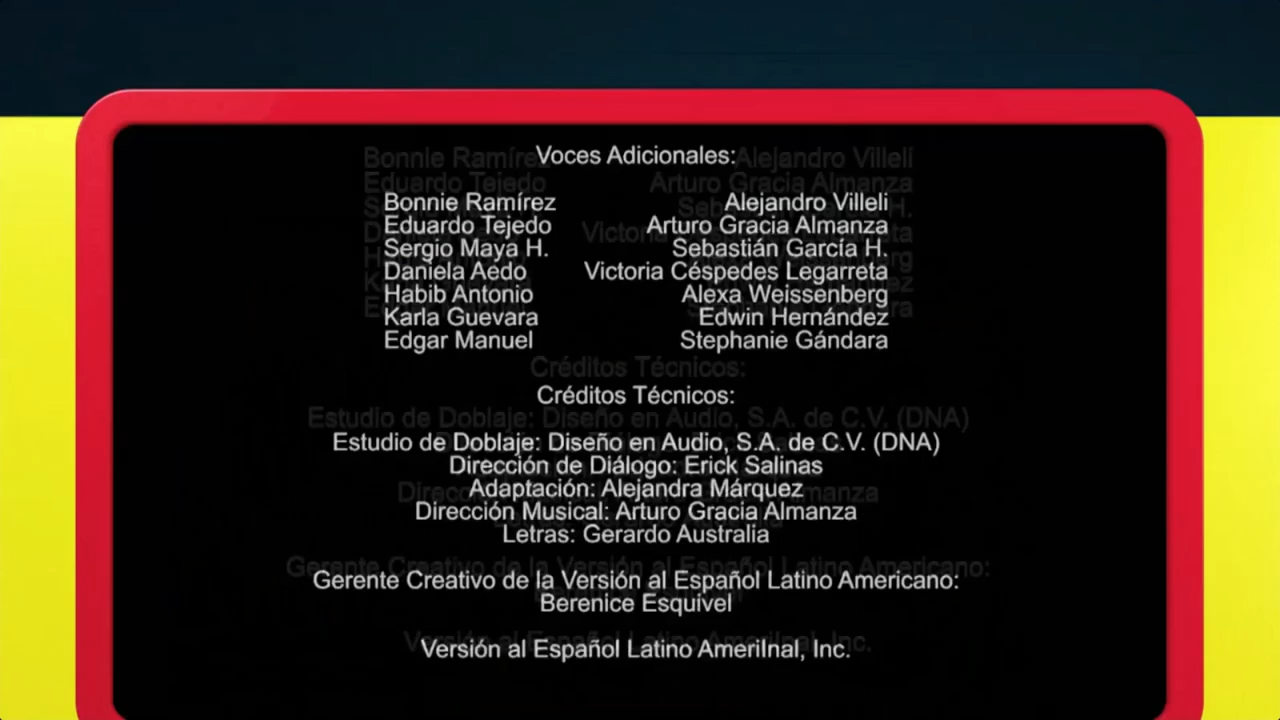 Voces Adicionales:
Bonnie Ramírez Alejandro Villeli
Eduardo Tejedo Arturo Gracia Almanza
Sergio Maya H. Sebastián García H.
Daniela Aedo Victoria Céspedes Legarreta
Habib Antonio Alexa Weissenberg
Karla Guevara Edwin Hernández
Edgar Manuel Stephanie Gándara
Créditos Técnicos:
Estudio de Doblaje: Diseño en Audio, S.A. de C.V. (DNA)
Dirección de Diálogo: Erick Salinas
Adaptación: Alejandra Márquez
Dirección Musical: Arturo Gracia Almanza
Letras: Gerardo Australia
Gerente Creativo de la Versión al Español Latino Americano:
Berenice Esquivel
Versión al Español Latino AmeriInal, Inc.